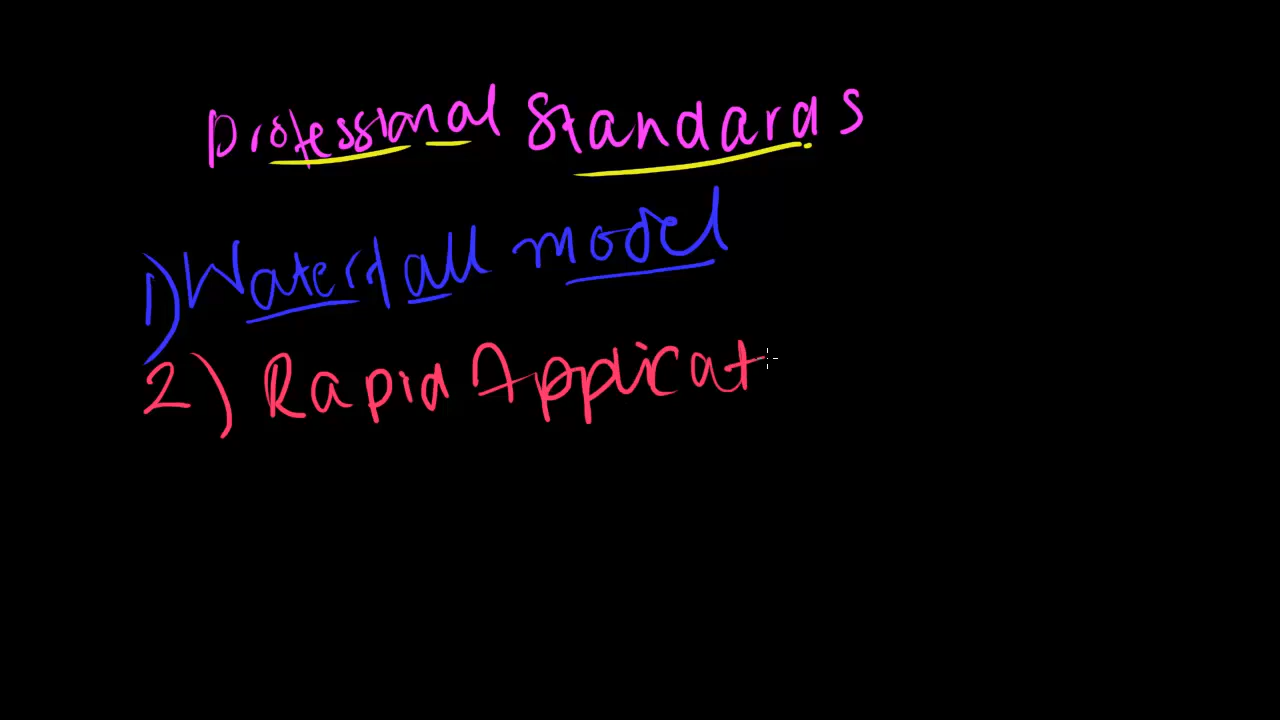 Professional Standards
1) Waterfall model
2) Rapid Applicat